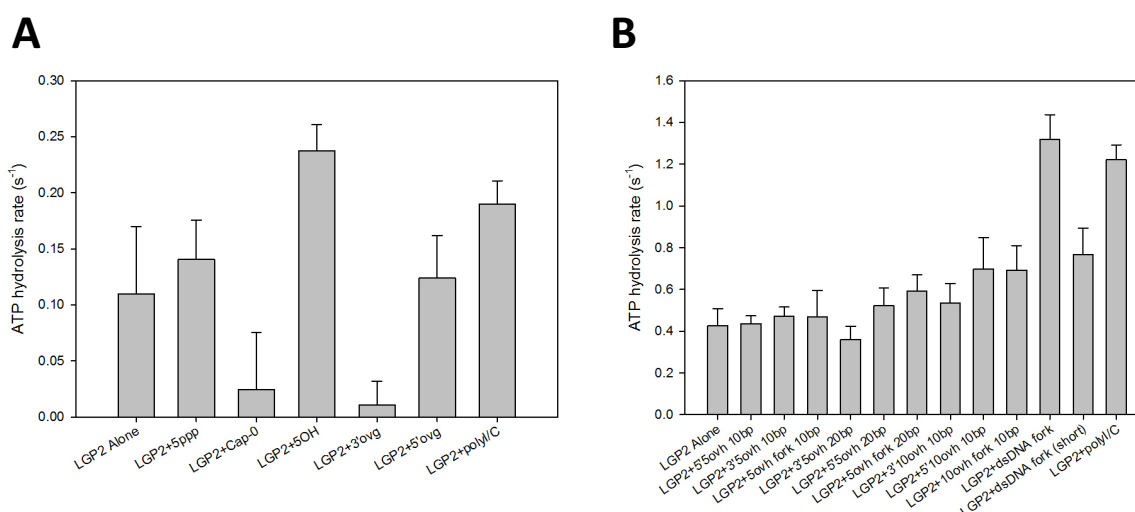 A
B
ATP hydrolysis rate (s-1)
0.30
0.25
0.20
0.15
0.10
0.05
0.00
LGP2 Alone
LGP2+5ppp
LGP2+Cap-0
LGP2+5OH
LGP2+3'ovg
LGP2+5'ovg
LGP2+polyI/C
ATP hydrolysis rate (s-1)
1.6
1.4
1.2
1.0
0.8
0.6
0.4
0.2
0.0
LGP2 Alone
LGP2+5'5ovh 10bp
LGP2+3'5ovh 10bp
LGP2+5ovh fork 10bp
LGP2+3'5ovh 20bp
LGP2+5'5ovh 20bp
LGP2+5ovh fork 20bp
LGP2+3'10ovh 10bp
LGP2+5'10ovh 10bp
LGP2+10ovh fork 10bp
LGP2+dsDNA fork
LGP2+dsDNA fork (short)
LGP2+polyI/C